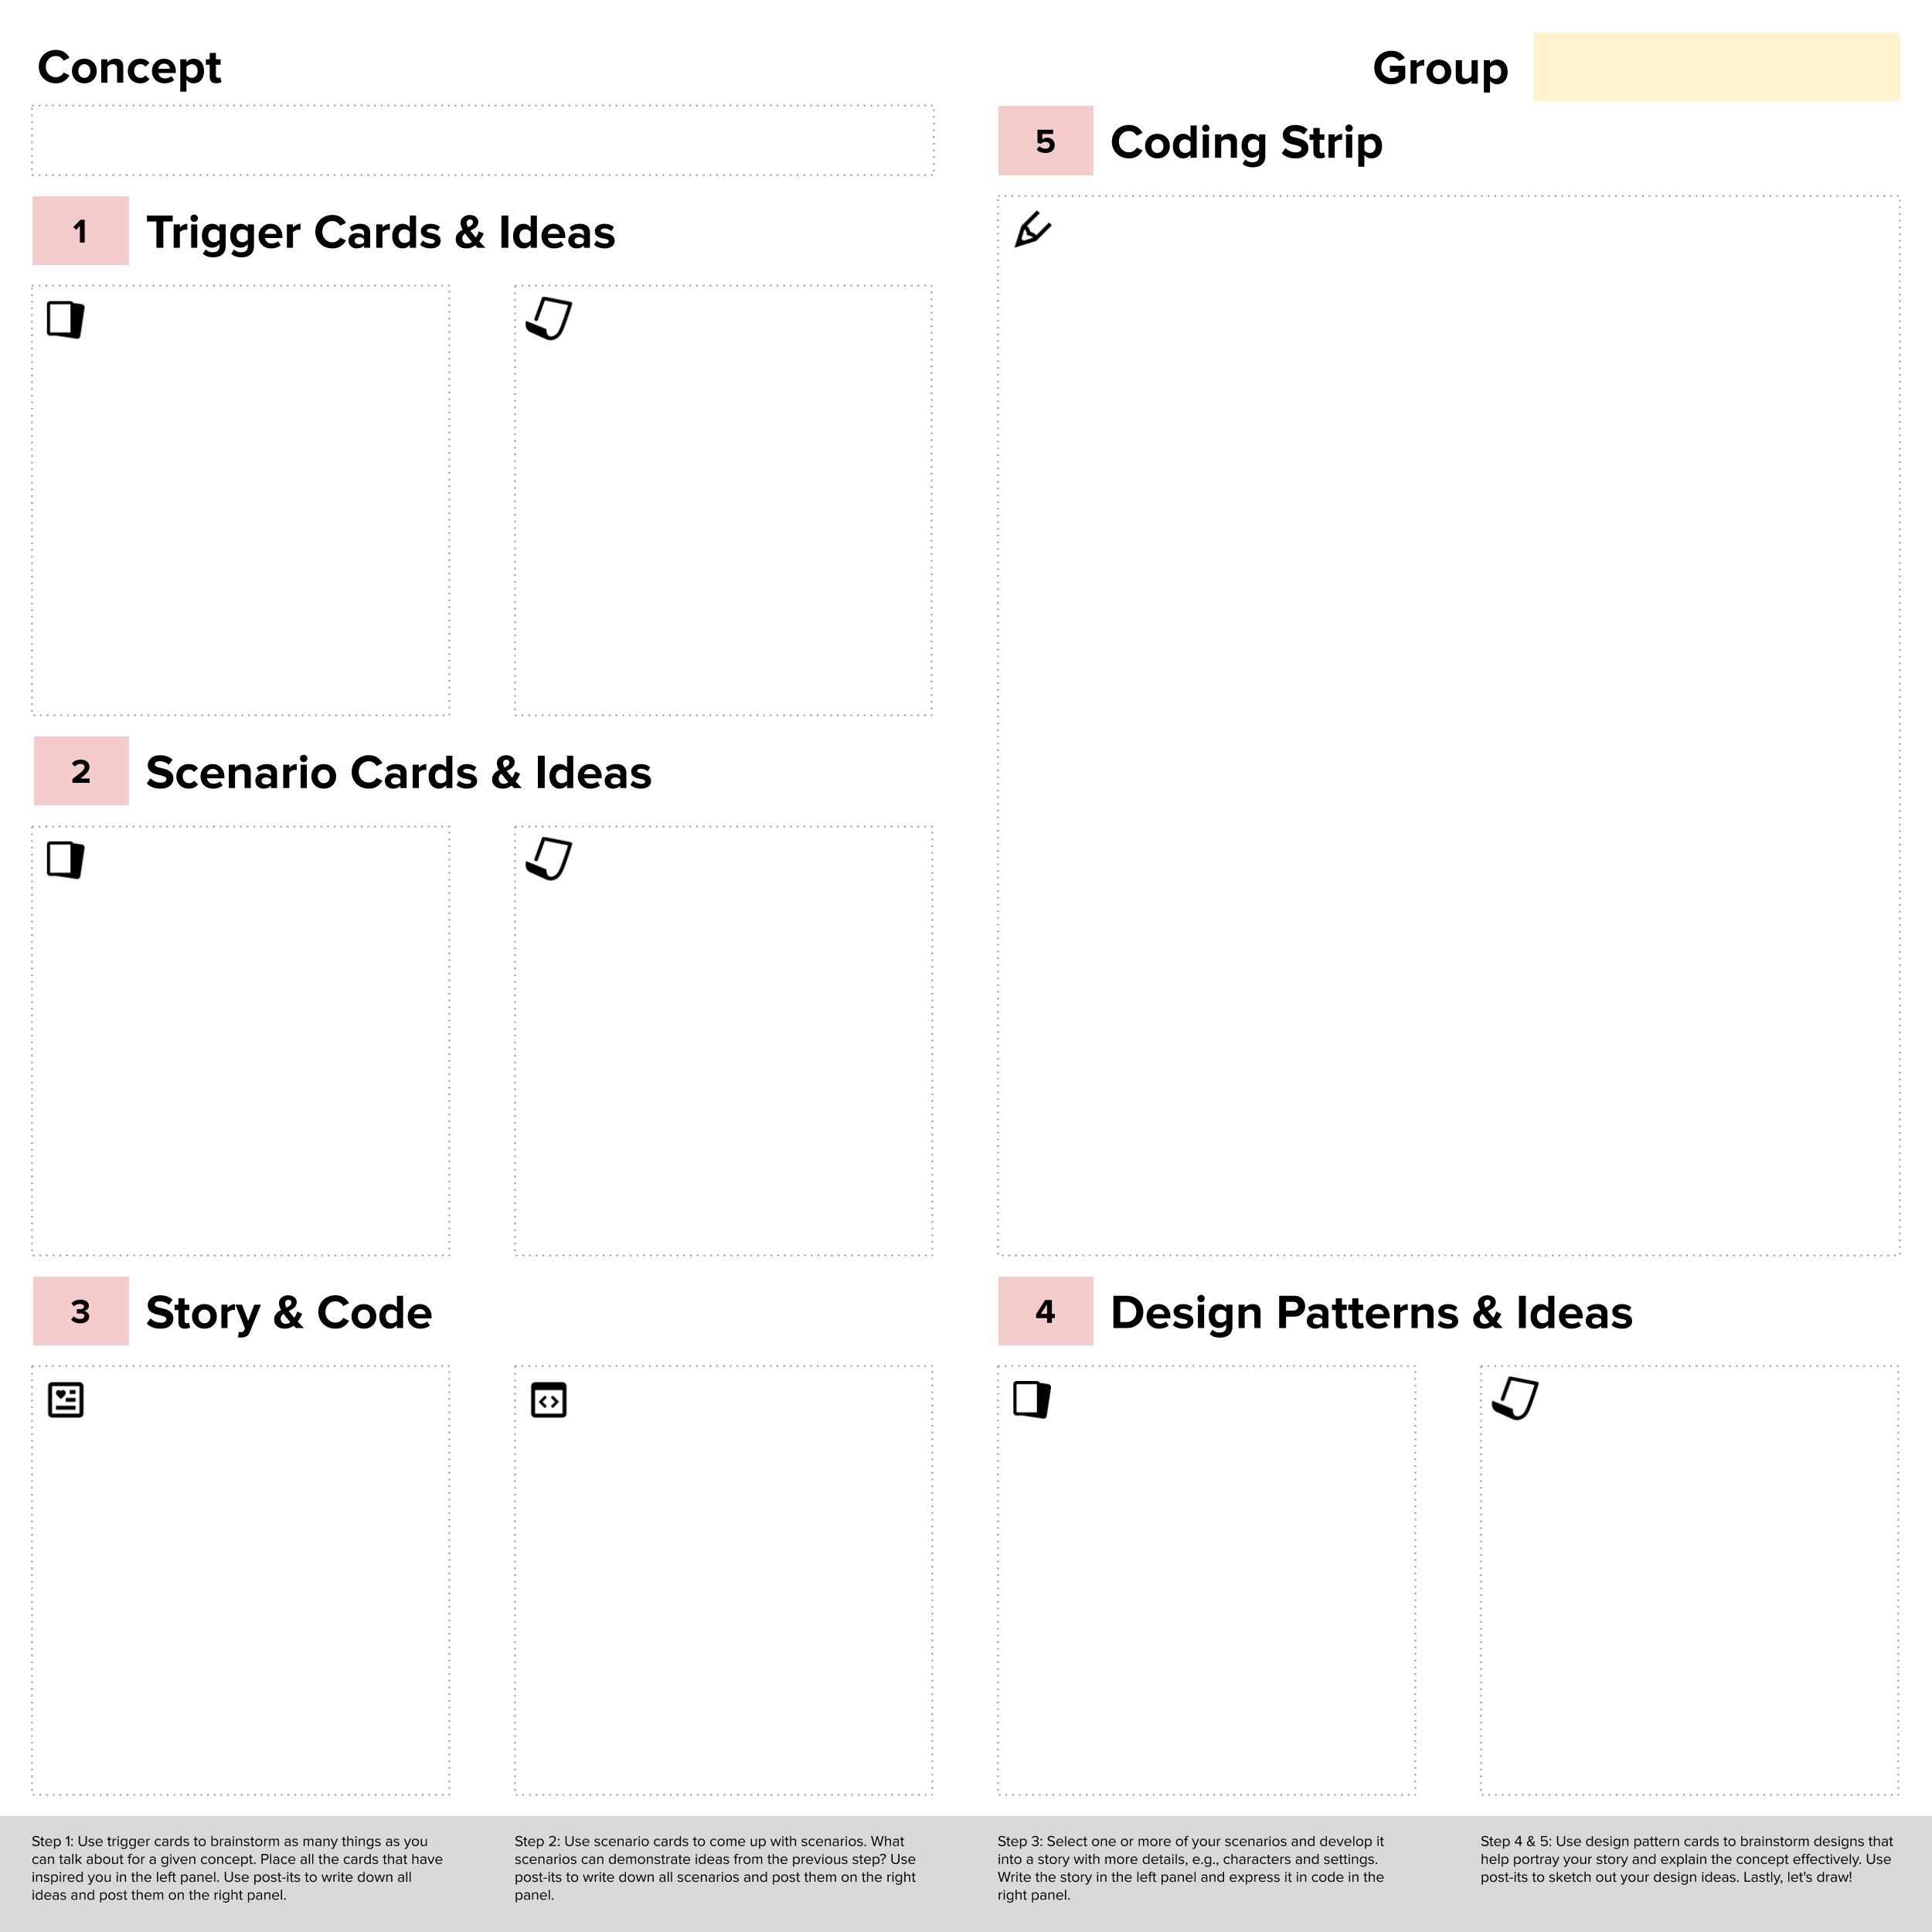 Concept
Group
1
Trigger Cards & Ideas
2
Scenario Cards & Ideas
3
Story & Code
5
Coding Strip
4
Design Patterns & Ideas
Step 1: Use trigger cards to brainstorm as many things as you
can talk about for a given concept. Place all the cards that have
inspired you in the left panel. Use post-its to write down all
ideas and post them on the right panel.
Step 2: Use scenario cards to come up with scenarios. What
scenarios can demonstrate ideas from the previous step? Use
post-its to write down all scenarios and post them on the right
panel.
Step 3: Select one or more of your scenarios and develop it
into a story with more details, e.g., characters and settings.
Write the story in the left panel and express it in code in the
right panel.
Step 4 & 5: Use design pattern cards to brainstorm designs that
help portray your story and explain the concept effectively. Use
post-its to sketch out your design ideas. Lastly, let's draw!